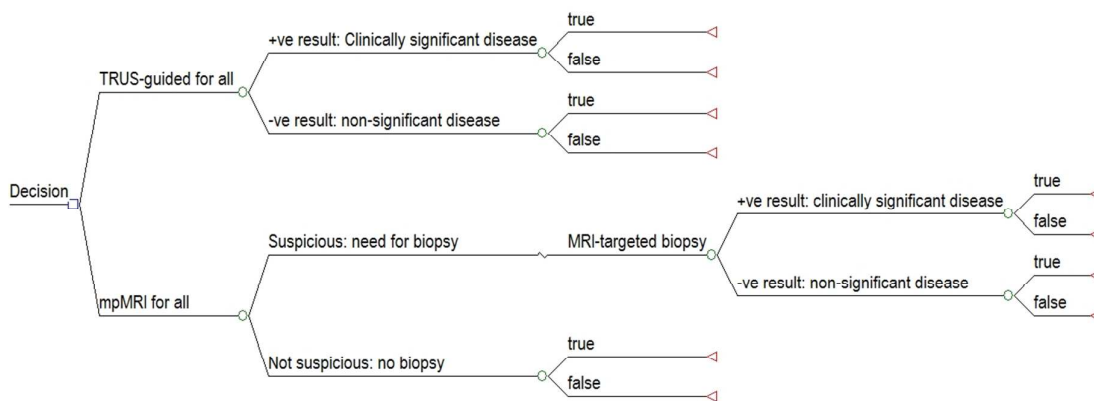 Decision
TRUS-guided for all
+ve result: Clinically significant disease
true
false
-ve result: non-significant disease
true
false
mpMRI for all
Suspicious: need for biopsy
MRI-targeted biopsy
+ve result: clinically significant disease
true
false
-ve result: non-significant disease
true
false
Not suspicious: no biopsy
true
false